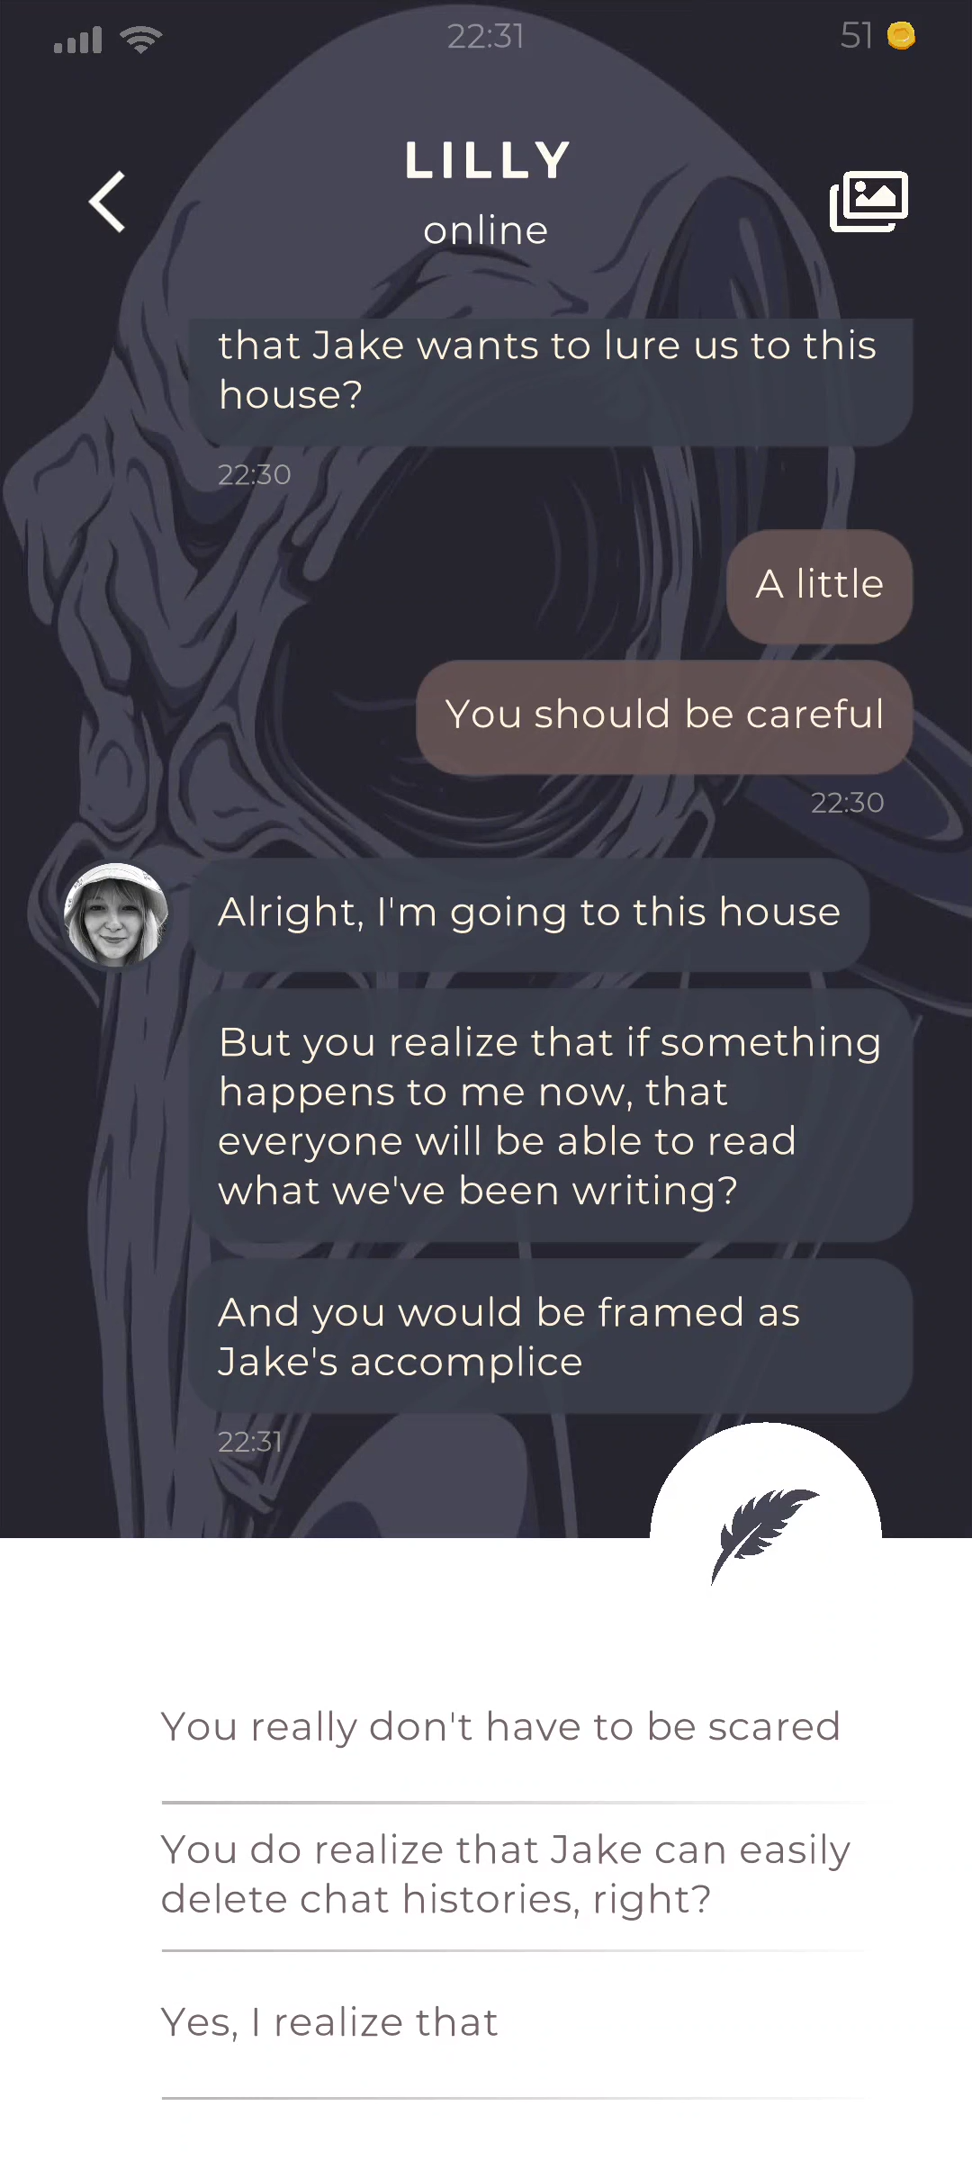 22:31
51
LILLY
online
that Jake wants to lure us to this
house?
22:30
A little
You should be careful
22:30
Alright, I'm going to this house
But you realize that if something
happens to me now, that
everyone will be able to read
what we've been writing?
And you would be framed as
Jake's accomplice
22:31
You really don't have to be scared
You do realize that Jake can easily
delete chat histories, right?
Yes, I realize that